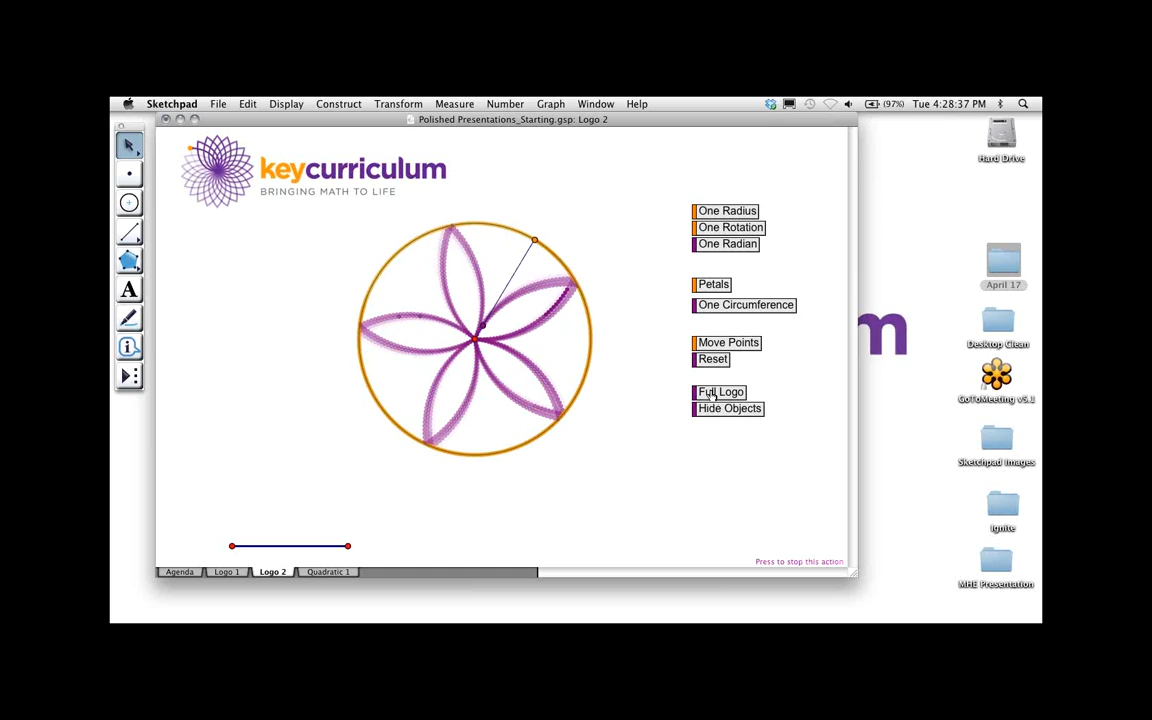 Sketchpad File Edit Display Construct Transform Measure Number Graph Window Help (97%) Tue 4:28:37 PM
Polished Presentations_Starting.gsp: Logo 2
keycurriculum
BRINGING MATH TO LIFE
Hard Drive
One Radius
One Rotation
One Radian
April 17
Petals
One Circumference
m
Desktop Clean
Move Points
Reset
Full Logo
GoToMeeting v5.1
Hide Objects
A
Sketchpad Images
Ignite
Press to stop this action
Agenda Logo 1 Logo 2 Quadratic 1
MHE Presentation